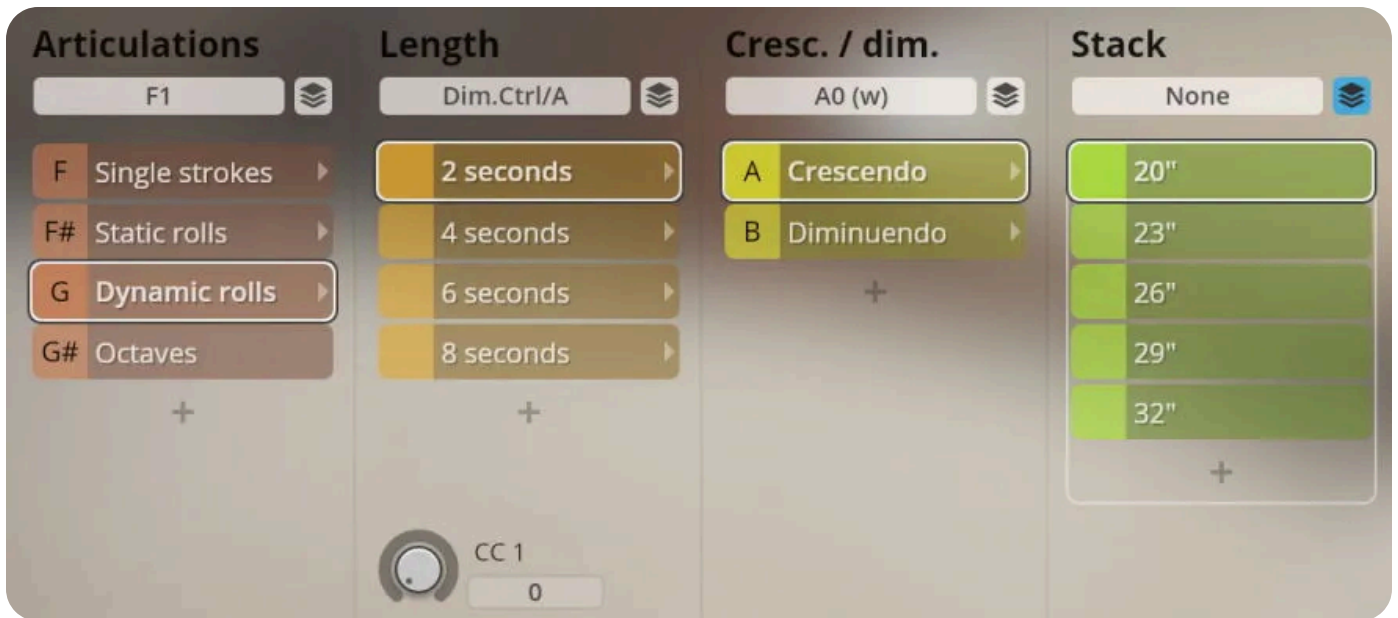 Articulations
F1
F Single strokes
F# Static rolls
G Dynamic rolls
G# Octaves
+
Length
Dim.Ctrl/A
2 seconds
4 seconds
6 seconds
8 seconds
+
CC 1
0
Cresc. / dim.
A0 (w)
A Crescendo
B Diminuendo
+
Stack
None
20"
23"
26"
29"
32"
+